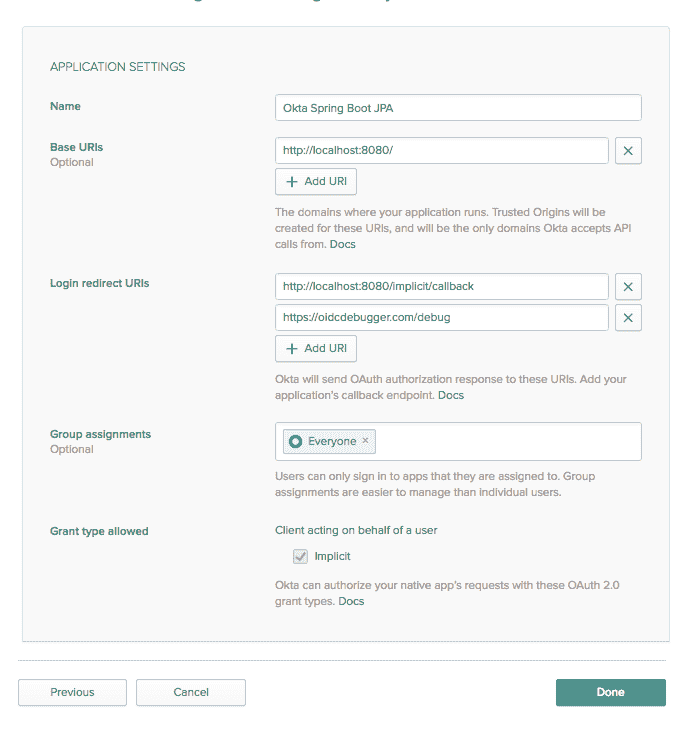 APPLICATION SETTINGS
Name
Okta Spring Boot JPA
Base URIs
Optional
http://localhost:8080/
+ Add URI
The domains where your application runs. Trusted Origins will be
created for these URIs, and will be the only domains Okta accepts API
calls from. Docs
Login redirect URIs
http://localhost:8080/implicit/callback
https://oidcdebugger.com/debug
+ Add URI
Okta will send OAuth authorization response to these URIs. Add your
application's callback endpoint. Docs
Group assignments
Optional
Everyone ×
Users can only sign in to apps that they are assigned to. Group
assignments are easier to manage than individual users.
Grant type allowed
Client acting on behalf of a user
Implicit
Okta can authorize your native app's requests with these OAuth 2.0
grant types. Docs
Previous
Cancel
Done